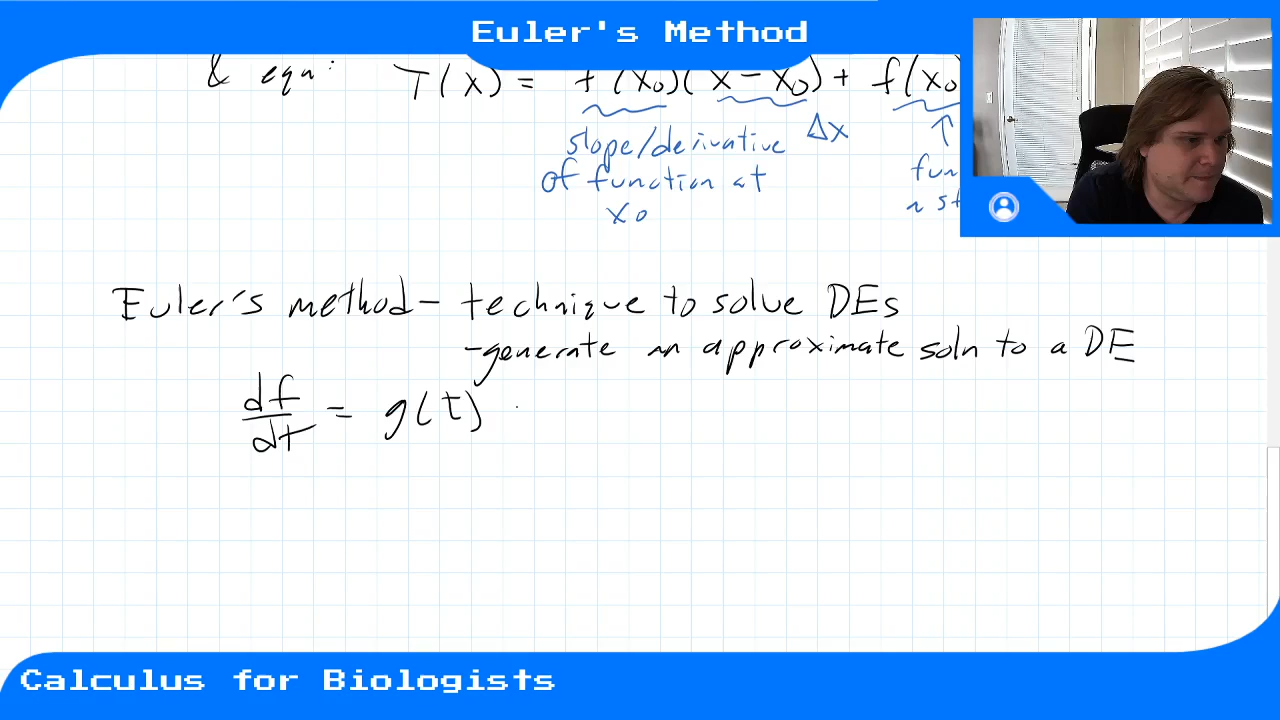 Euler's Method
& eqn: T(x) = f'(x0)(x-x0) + f(x0)
slope/derivative Δx
of function at
x0
Euler's method - technique to solve DEs
- generate an approximate soln to a DE
df/dt = g(t)
Calculus for Biologists